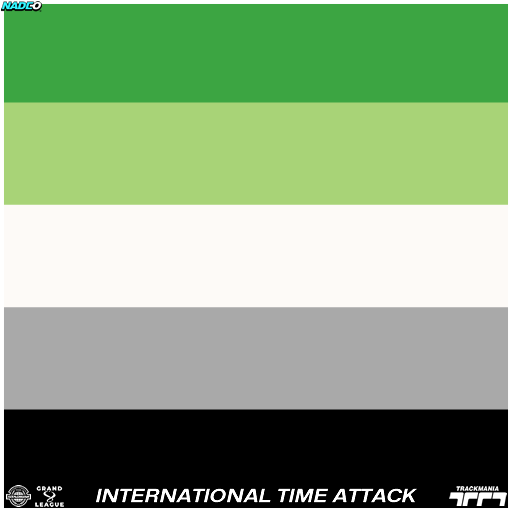 NADEO
GRAND
LEAGUE
INTERNATIONAL TIME ATTACK
TRACKMANIA